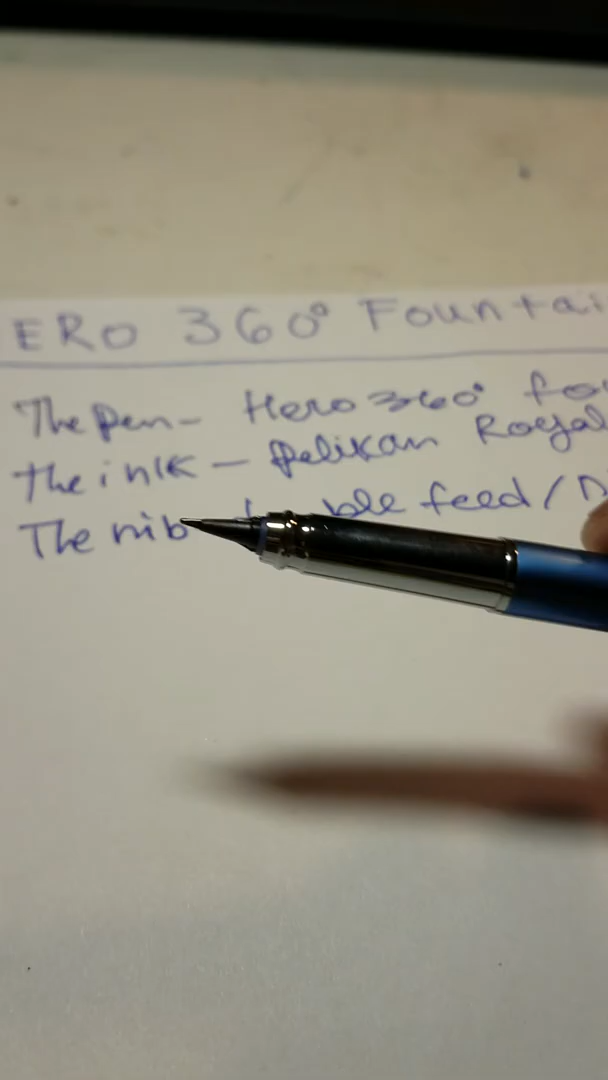 ERO 360° Fountai
The pen - Hero 360° fo
The ink - Pelikan Royal
The nib ble feed / D